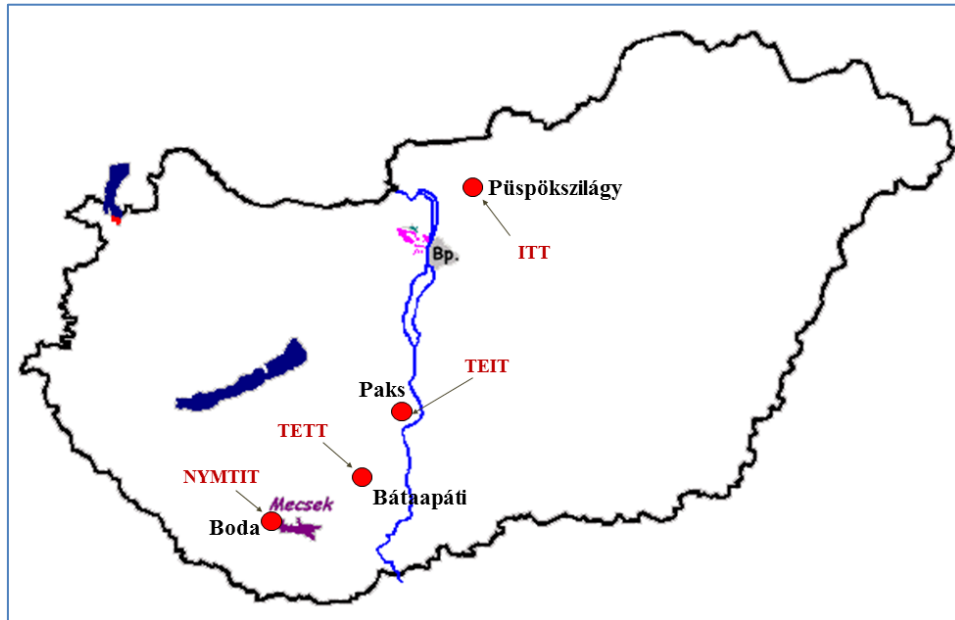 Püspökszilágy
ITT
Bp.
TEIT
Paks
TETT
Bátaapáti
NYMTIT
Mecsek
Boda